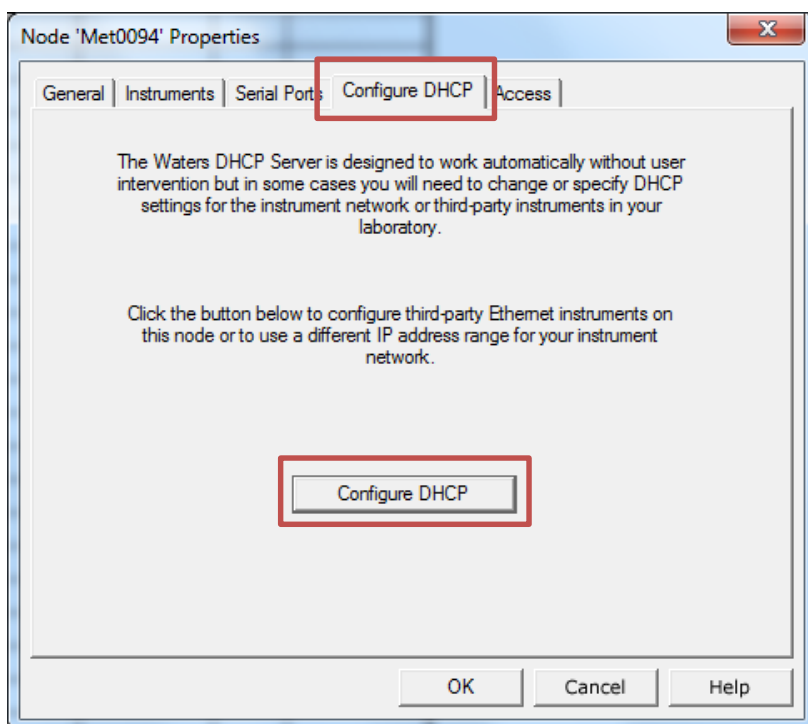 Node 'Met0094' Properties
General Instruments Serial Ports Configure DHCP Access
The Waters DHCP Server is designed to work automatically without user
intervention but in some cases you will need to change or specify DHCP
settings for the instrument network or third-party instruments in your
laboratory.
Click the button below to configure third-party Ethernet instruments on
this node or to use a different IP address range for your instrument
network.
Configure DHCP
OK Cancel Help